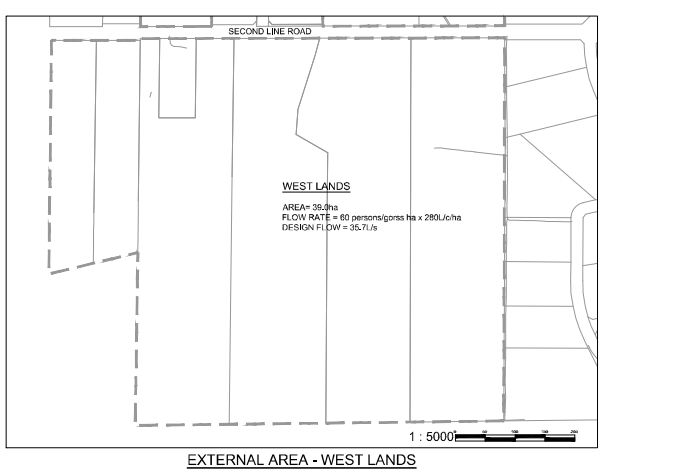 SECOND LINE ROAD
WEST LANDS
AREA= 39.0ha
FLOW RATE = 60 persons/gorss ha x 280L/c/ha
DESIGN FLOW = 35.7L/s
1 : 5000
EXTERNAL AREA - WEST LANDS